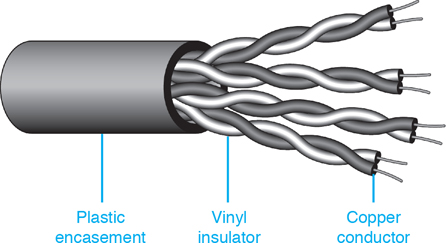 Plastic
encasement
Vinyl
insulator
Copper
conductor